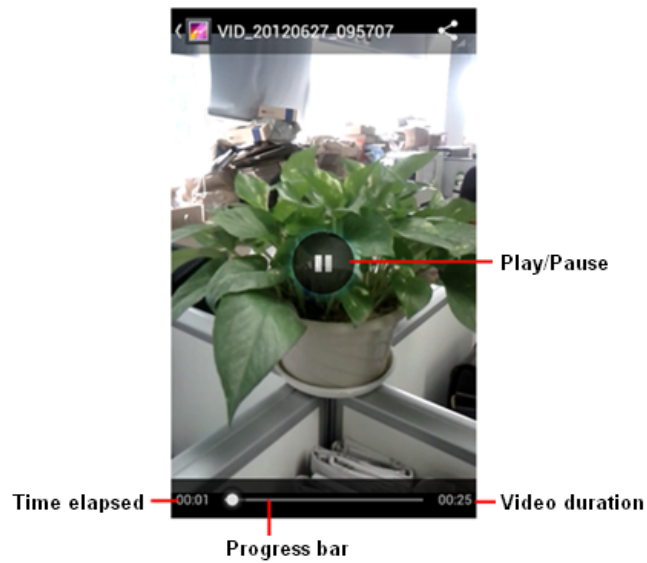 VID_20120627_095707
Play/Pause
Time elapsed
00:01
00:25
Video duration
Progress bar